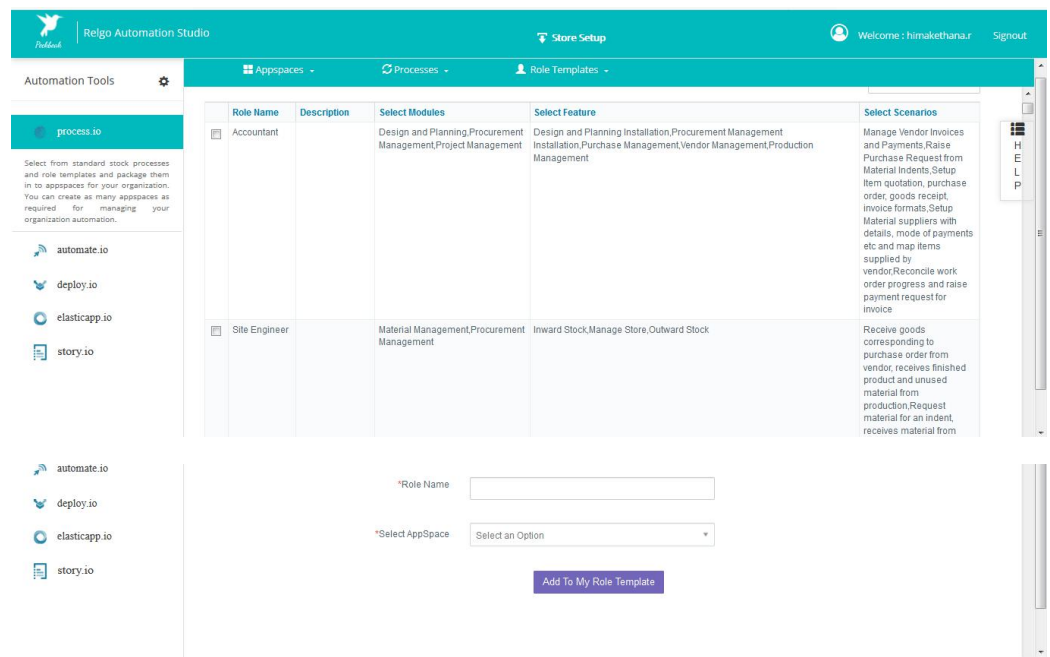 Relgo Automation Studio
Store Setup
Welcome : himakethana.r
Signout
Automation Tools
Appspaces
Processes
Role Templates
process.io
Select from standard stock processes
and role templates and package them
in to appspaces for your organization.
You can create as many appspaces as
required for managing your
organization automation.
automate.io
deploy.io
elasticapp.io
story.io
Role Name
Description
Select Modules
Select Feature
Select Scenarios
Accountant
Design and Planning,Procurement
Management,Project Management
Design and Planning Installation,Procurement Management
Installation,Purchase Management,Vendor Management,Production
Management
Manage Vendor Invoices
and Payments,Raise
Purchase Request from
Material Indents,Setup
Item quotation, purchase
order, goods receipt,
invoice formats,Setup
Material suppliers with
details, mode of payments
etc and map items
supplied by
vendor,Reconcile work
order progress and raise
payment request for
invoice
Site Engineer
Material Management,Procurement
Management
Inward Stock,Manage Store,Outward Stock
Receive goods
corresponding to
purchase order from
vendor, receives finished
product and unused
material from
production,Request
material for an indent,
receives material from
H
E
L
P
automate.io
deploy.io
elasticapp.io
story.io
*Role Name
*Select AppSpace
Select an Option
Add To My Role Template